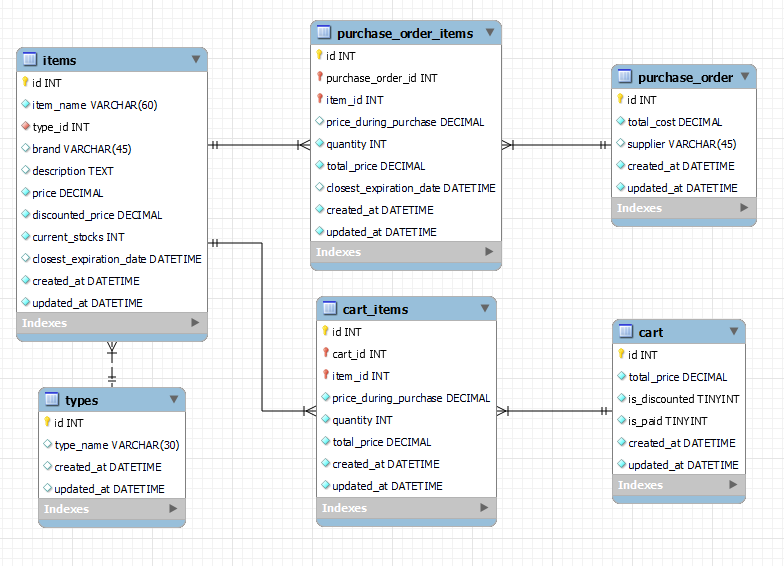 items
id INT
item_name VARCHAR(60)
type_id INT
brand VARCHAR(45)
description TEXT
price DECIMAL
discounted_price DECIMAL
current_stocks INT
closest_expiration_date DATETIME
created_at DATETIME
updated_at DATETIME
Indexes
purchase_order_items
id INT
purchase_order_id INT
item_id INT
price_during_purchase DECIMAL
quantity INT
total_price DECIMAL
closest_expiration_date DATETIME
created_at DATETIME
updated_at DATETIME
Indexes
purchase_order
id INT
total_cost DECIMAL
supplier VARCHAR(45)
created_at DATETIME
updated_at DATETIME
Indexes
types
id INT
type_name VARCHAR(30)
created_at DATETIME
updated_at DATETIME
Indexes
cart_items
id INT
cart_id INT
item_id INT
price_during_purchase DECIMAL
quantity INT
total_price DECIMAL
created_at DATETIME
updated_at DATETIME
Indexes
cart
id INT
total_price DECIMAL
is_discounted TINYINT
is_paid TINYINT
created_at DATETIME
updated_at DATETIME
Indexes